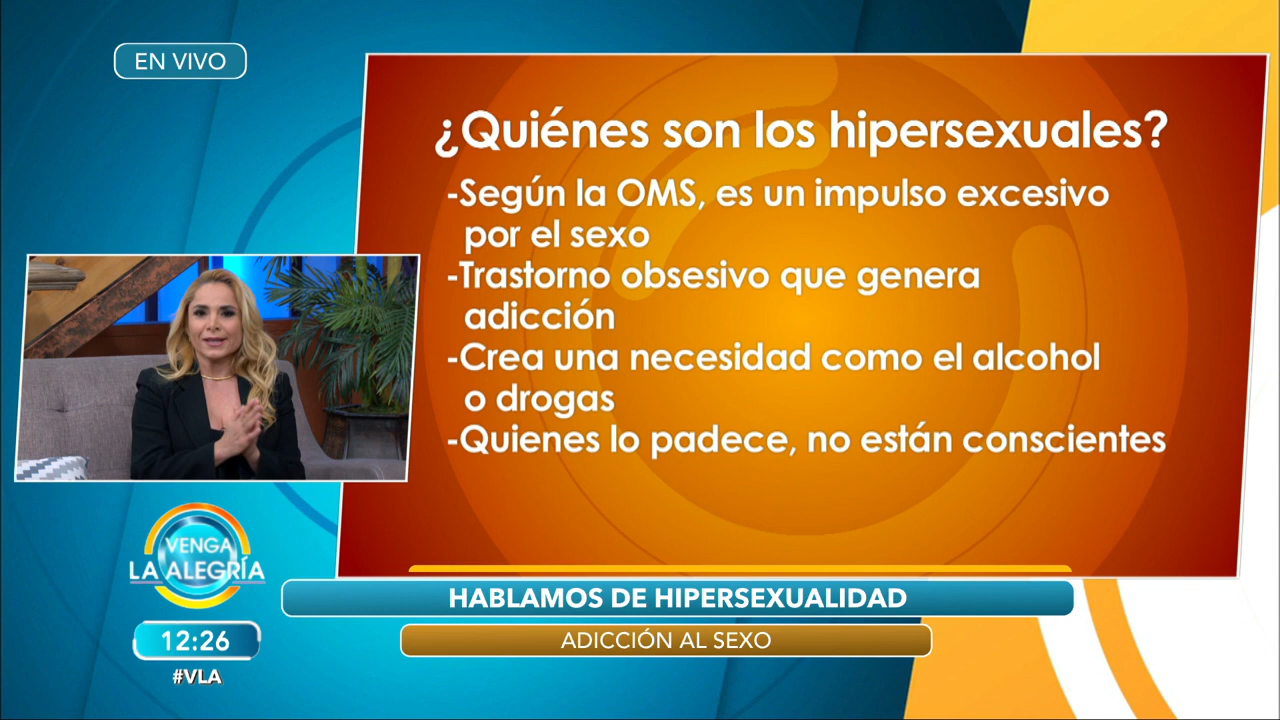 EN VIVO
¿Quiénes son los hipersexuales?
-Según la OMS, es un impulso excesivo
por el sexo
-Trastorno obsesivo que genera
adicción
-Crea una necesidad como el alcohol
o drogas
-Quienes lo padece, no están conscientes
VENGA
LA ALEGRÍA
HABLAMOS DE HIPERSEXUALIDAD
12:26
ADICCIÓN AL SEXO
#VLA